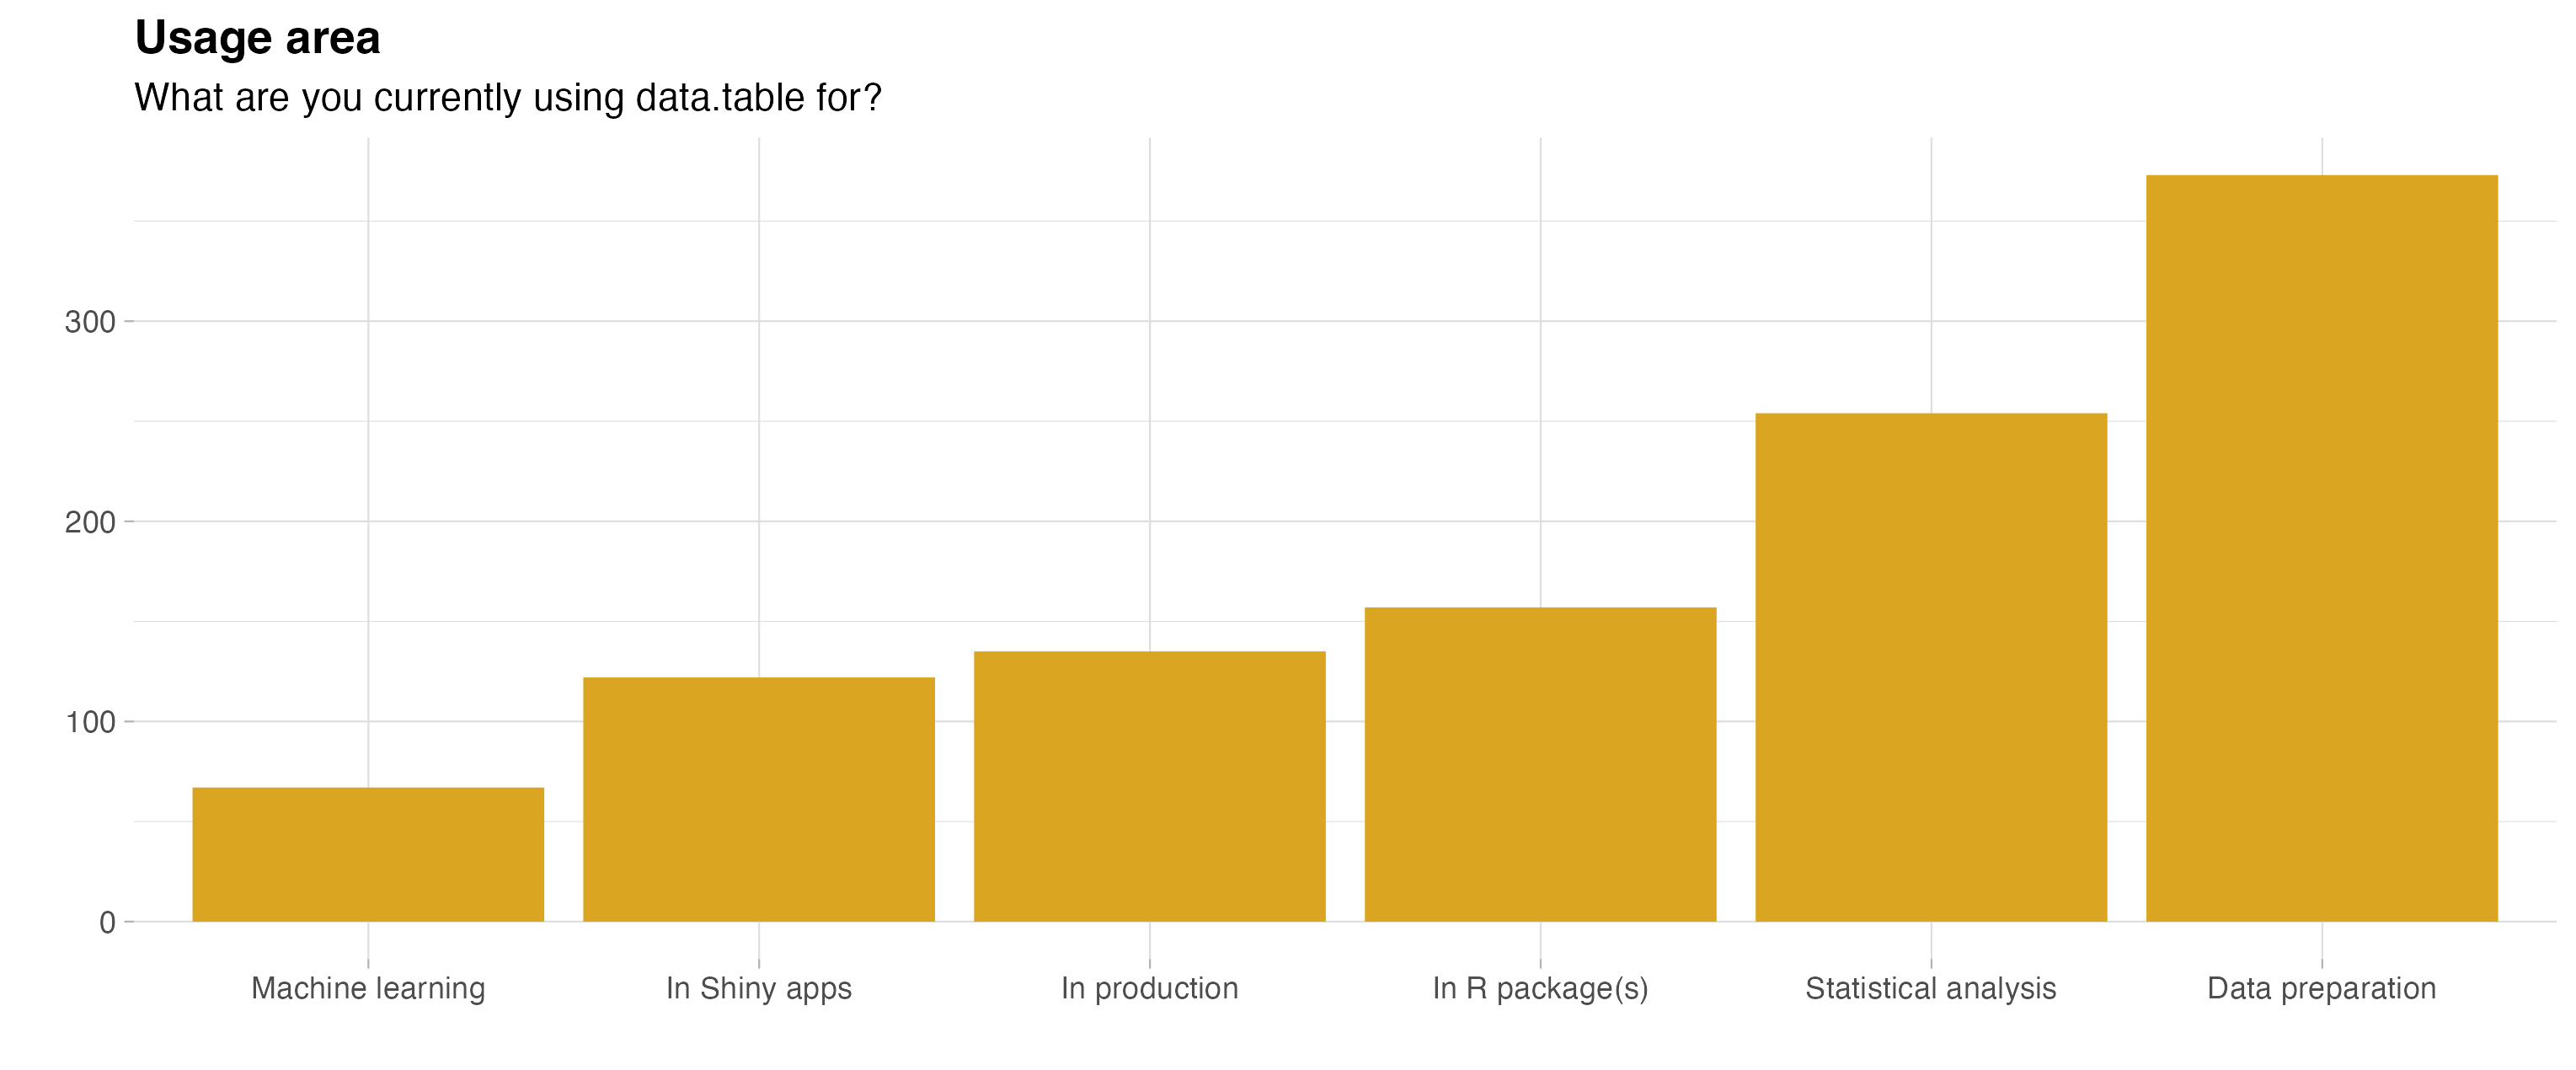 Usage area
What are you currently using data.table for?
300
200
100
0
Machine learning
In Shiny apps
In production
In R package(s)
Statistical analysis
Data preparation